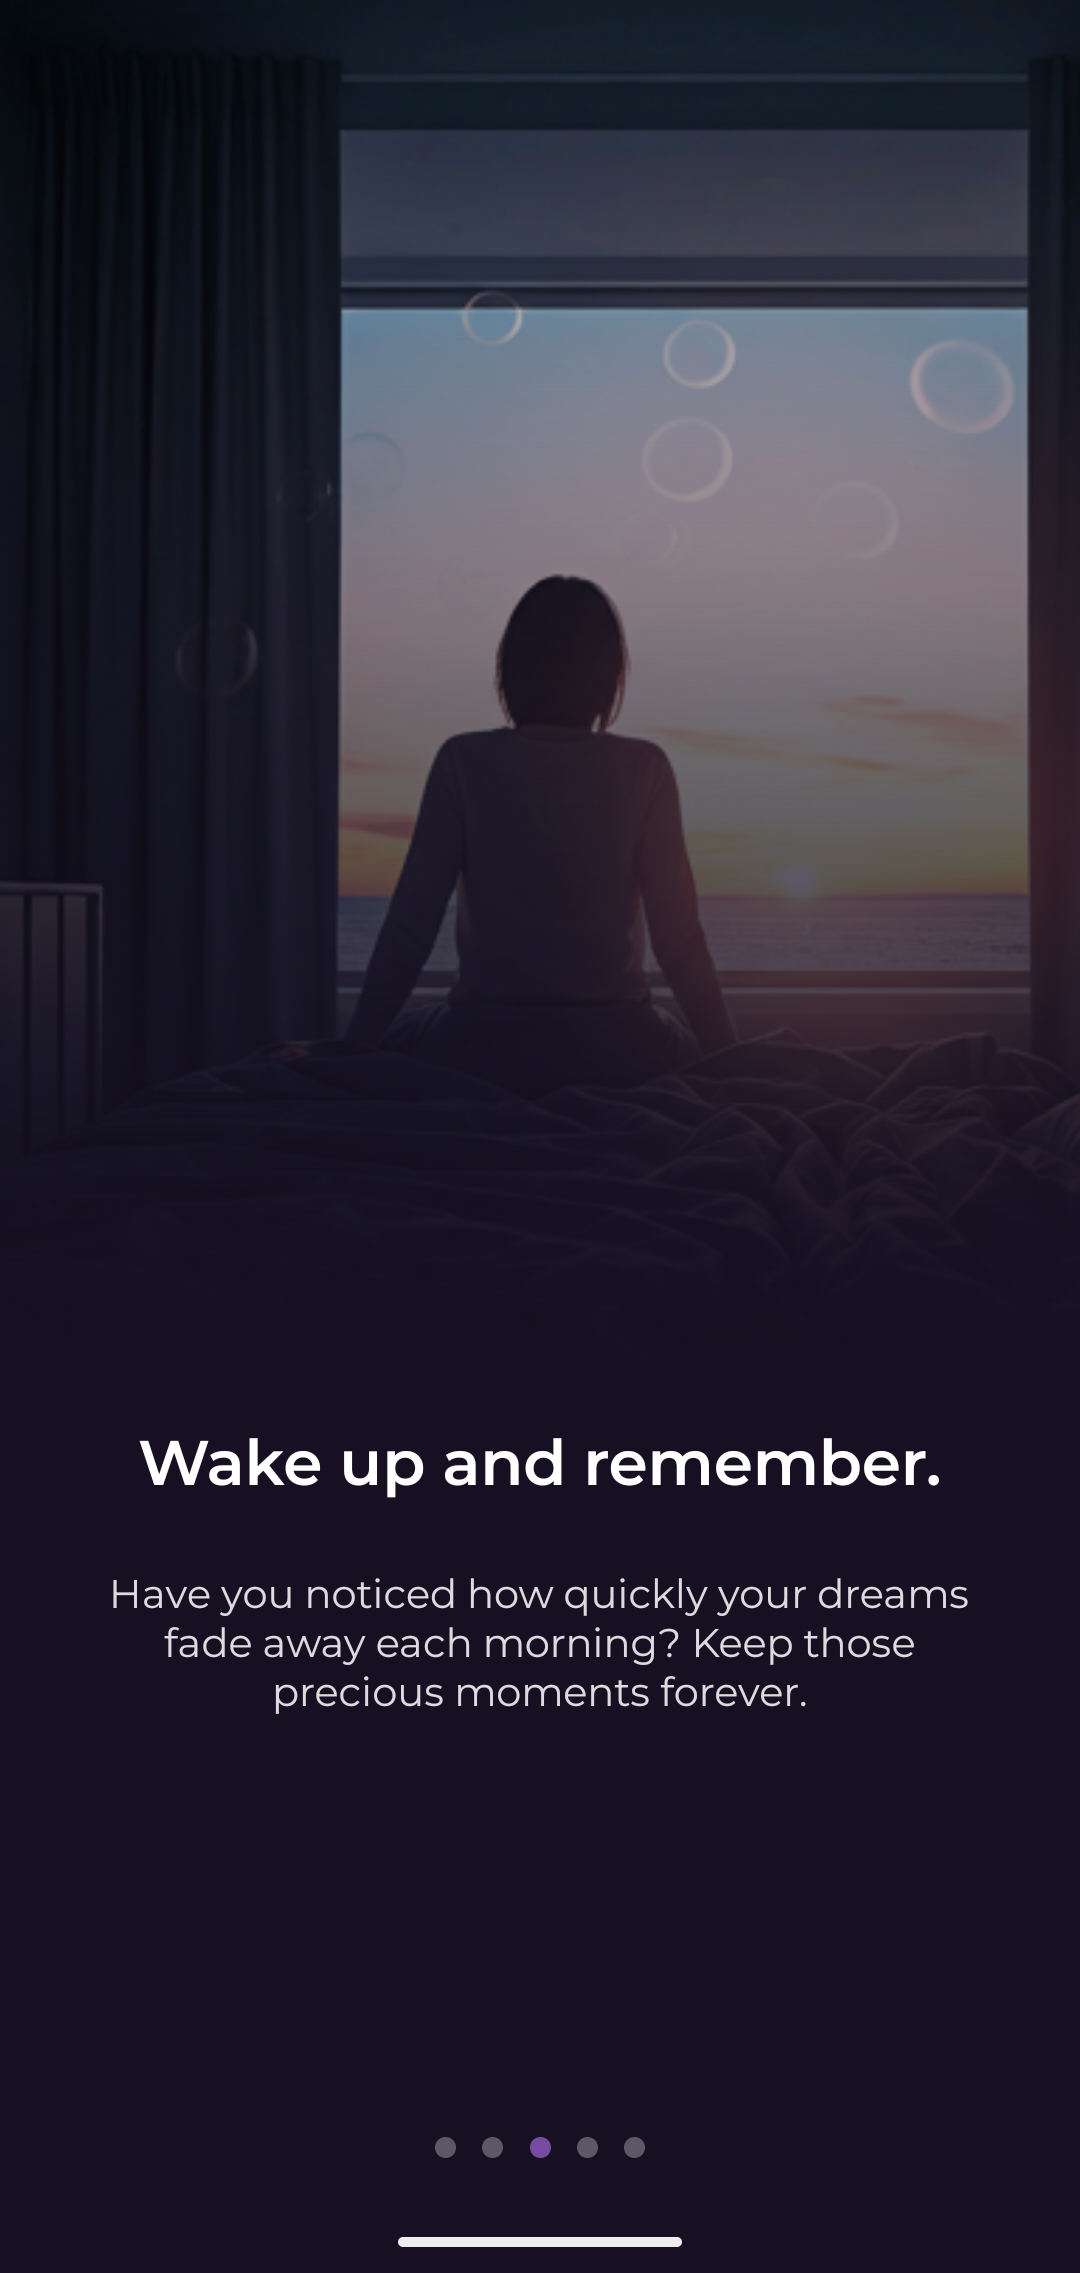 Wake up and remember.
Have you noticed how quickly your dreams
fade away each morning? Keep those
precious moments forever.